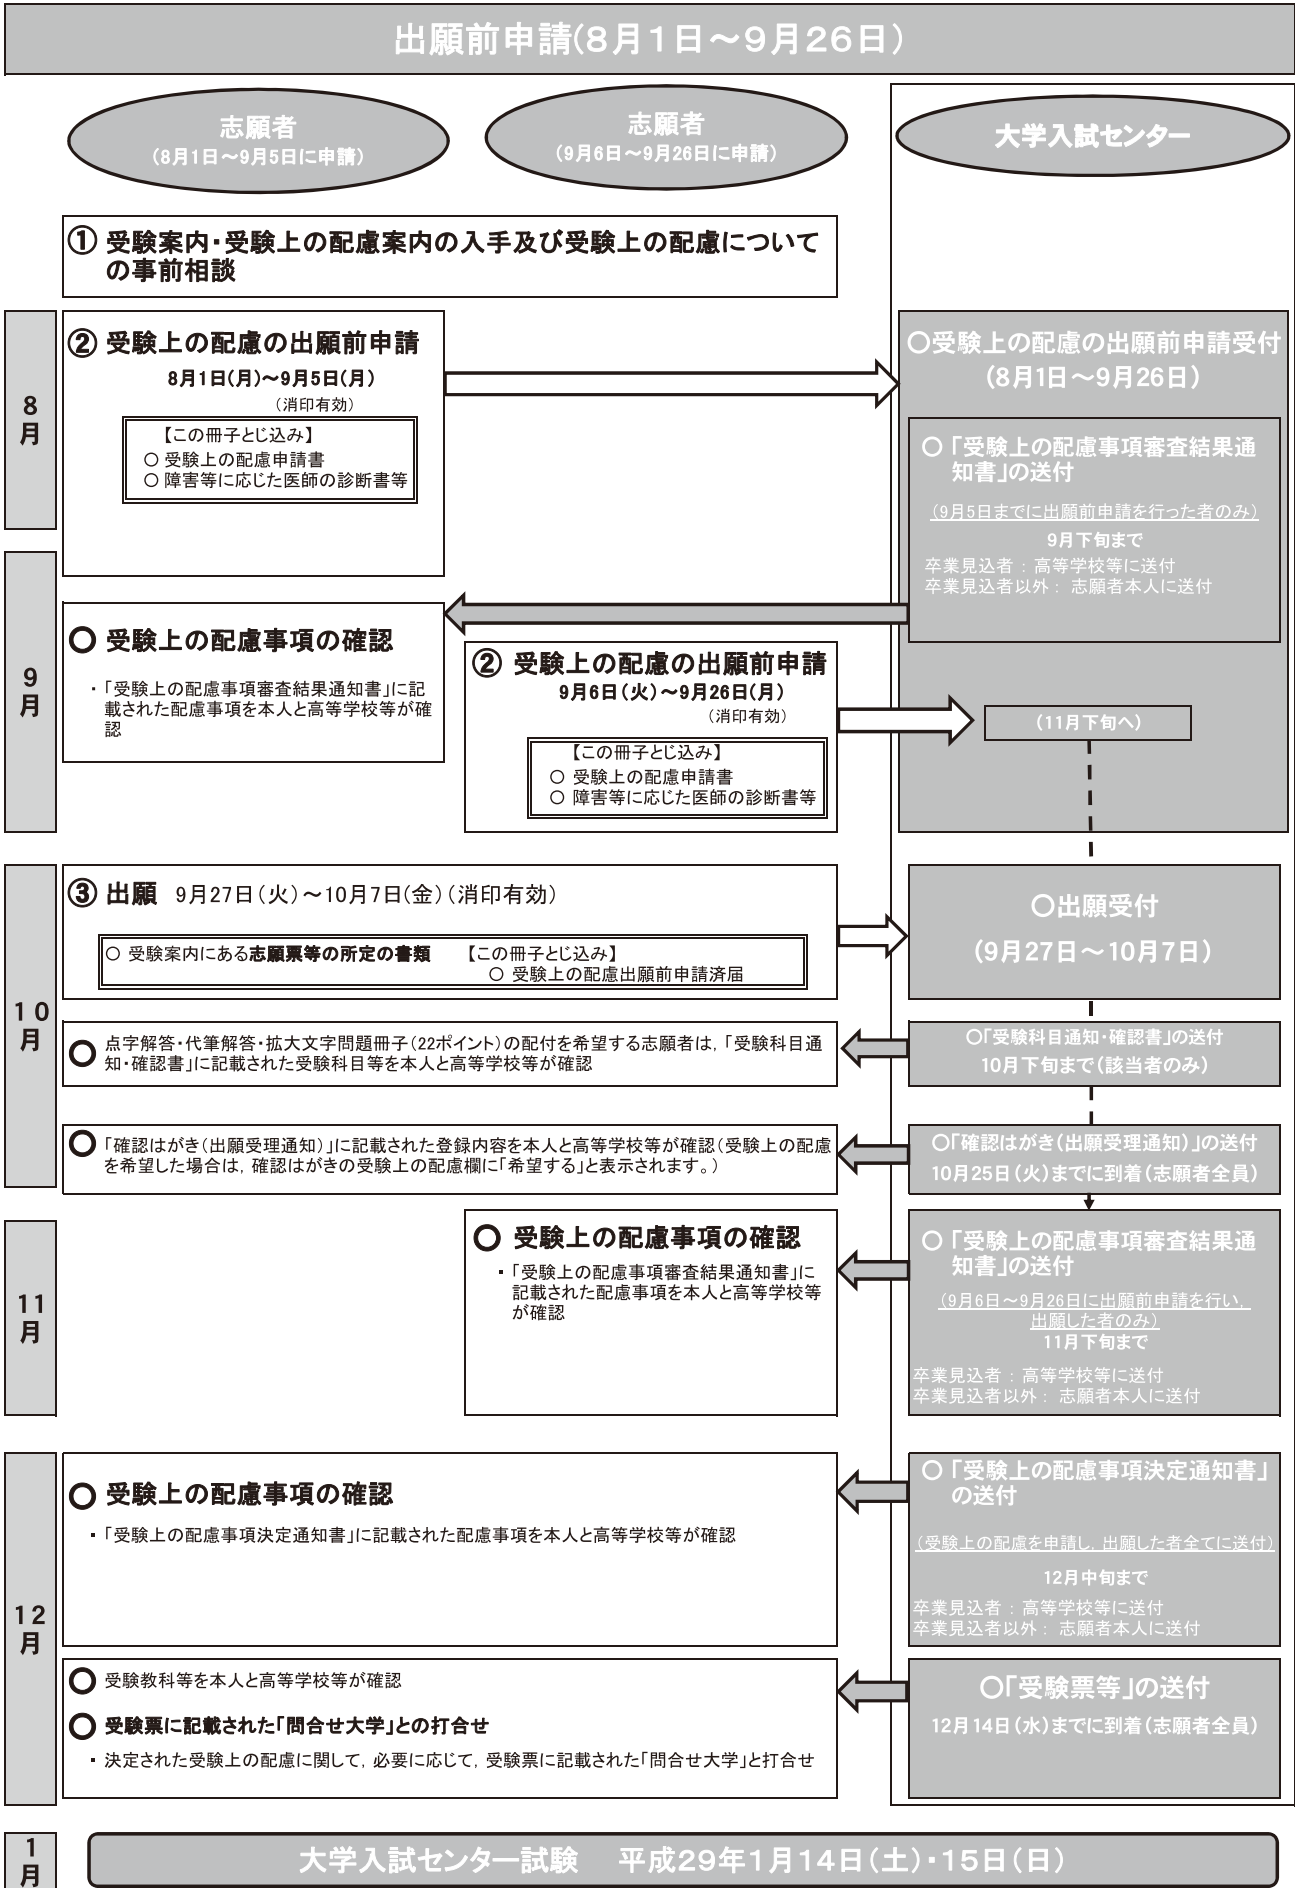 出願前申請(8月1日～9月26日)
志願者
(8月1日～9月5日に申請)
志願者
(9月6日～9月26日に申請)
大学入試センター
① 受験案内・受験上の配慮案内の入手及び受験上の配慮について
の事前相談
8
月
② 受験上の配慮の出願前申請
8月1日(月)～9月5日(月)
(消印有効)
【この冊子とじ込み】
○ 受験上の配慮申請書
○ 障害等に応じた医師の診断書等
○受験上の配慮の出願前申請受付
(8月1日～9月26日)
○「受験上の配慮事項審査結果通
知書」の送付
(9月5日までに出願前申請を行った者のみ)
9月下旬まで
卒業見込者 : 高等学校等に送付
卒業見込者以外 : 志願者本人に送付
9
月
○ 受験上の配慮事項の確認
・「受験上の配慮事項審査結果通知書」に記
載された配慮事項を本人と高等学校等が確
認
② 受験上の配慮の出願前申請
9月6日(火)～9月26日(月)
(消印有効)
【この冊子とじ込み】
○ 受験上の配慮申請書
○ 障害等に応じた医師の診断書等
(11月下旬へ)
10
月
③ 出願 9月27日(火)～10月7日(金)(消印有効)
○ 受験案内にある志願票等の所定の書類 【この冊子とじ込み】
○ 受験上の配慮出願前申請済届
○出願受付
(9月27日～10月7日)
○ 点字解答・代筆解答・拡大文字問題冊子(22ポイント)の配付を希望する志願者は，「受験科目通
知・確認書」に記載された受験科目等を本人と高等学校等が確認
○「受験科目通知・確認書」の送付
10月下旬まで(該当者のみ)
○ 「確認はがき(出願受理通知)」に記載された登録内容を本人と高等学校等が確認(受験上の配慮
を希望した場合は，確認はがきの受験上の配慮欄に「希望する」と表示されます。)
○「確認はがき(出願受理通知)」の送付
10月25日(火)までに到着(志願者全員)
11
月
○ 受験上の配慮事項の確認
・「受験上の配慮事項審査結果通知書」に
記載された配慮事項を本人と高等学校等
が確認
○「受験上の配慮事項審査結果通
知書」の送付
(9月6日～9月26日に出願前申請を行い，
出願した者のみ)
11月下旬まで
卒業見込者 : 高等学校等に送付
卒業見込者以外 : 志願者本人に送付
12
月
○ 受験上の配慮事項の確認
・「受験上の配慮事項決定通知書」に記載された配慮事項を本人と高等学校等が確認
○「受験上の配慮事項決定通知書」
の送付
(受験上の配慮を申請し，出願した者全てに送付)
12月中旬まで
卒業見込者 : 高等学校等に送付
卒業見込者以外 : 志願者本人に送付
○ 受験教科等を本人と高等学校等が確認
○ 受験票に記載された「問合せ大学」との打合せ
・ 決定された受験上の配慮に関して，必要に応じて，受験票に記載された「問合せ大学」と打合せ
○「受験票等」の送付
12月14日(水)までに到着(志願者全員)
1
月
大学入試センター試験 平成29年1月14日(土)・15日(日)